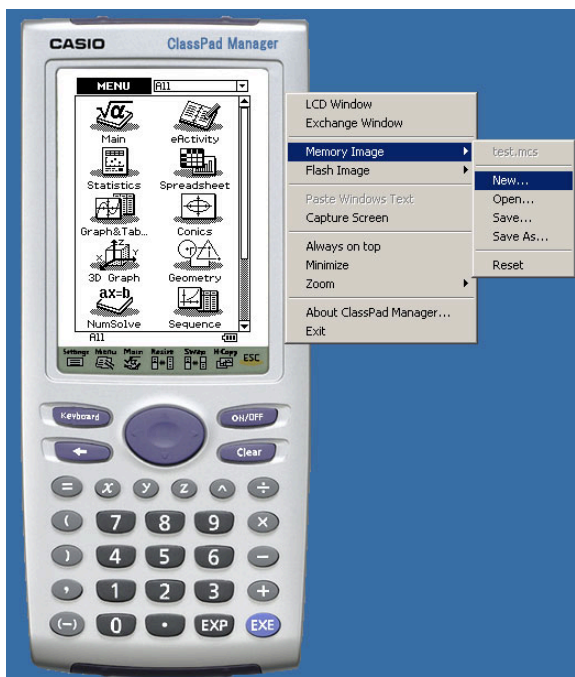 CASIO ClassPad Manager
MENU All
√α
Main eActivity
Statistics Spreadsheet
Graph&Tab... Conics
3D Graph Geometry
ax=b
NumSolve Sequence
All
Settings Menu Main Resize Swap H-Copy ESC
Keyboard ON/OFF
Clear
= x y z ^ ÷
( 7 8 9 ×
) 4 5 6 −
, 1 2 3 +
(−) 0 • EXP EXE
LCD Window
Exchange Window
Memory Image
Flash Image
Paste Windows Text
Capture Screen
Always on top
Minimize
Zoom
About ClassPad Manager...
Exit
test.mcs
New...
Open...
Save...
Save As...
Reset